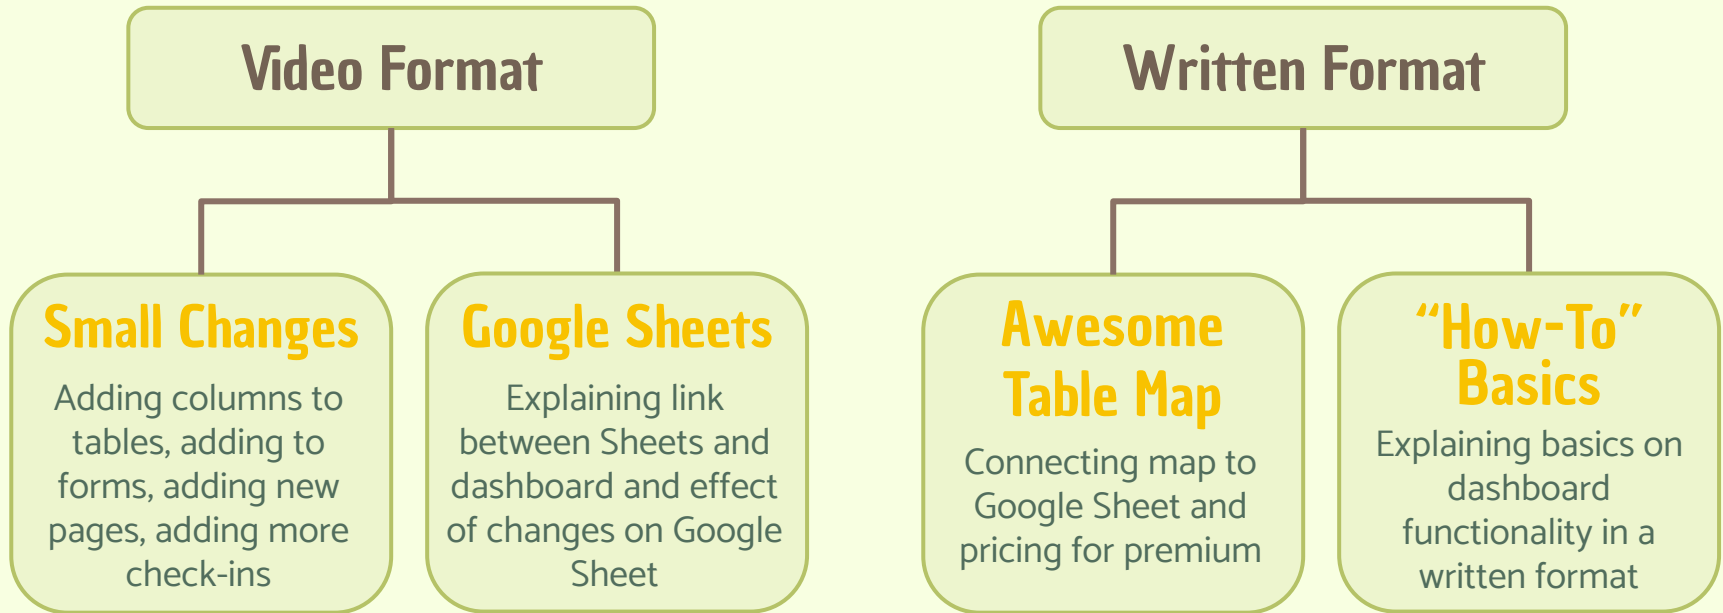 Video Format
Small Changes
Adding columns to
tables, adding to
forms, adding new
pages, adding more
check-ins
Google Sheets
Explaining link
between Sheets and
dashboard and effect
of changes on Google
Sheet
Written Format
Awesome
Table Map
Connecting map to
Google Sheet and
pricing for premium
“How-To”
Basics
Explaining basics on
dashboard
functionality in a
written format